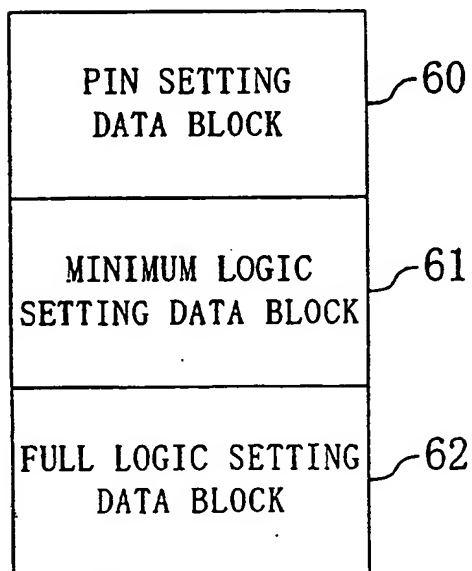 PIN SETTING
DATA BLOCK
60
MINIMUM LOGIC
SETTING DATA BLOCK
61
FULL LOGIC SETTING
DATA BLOCK
62